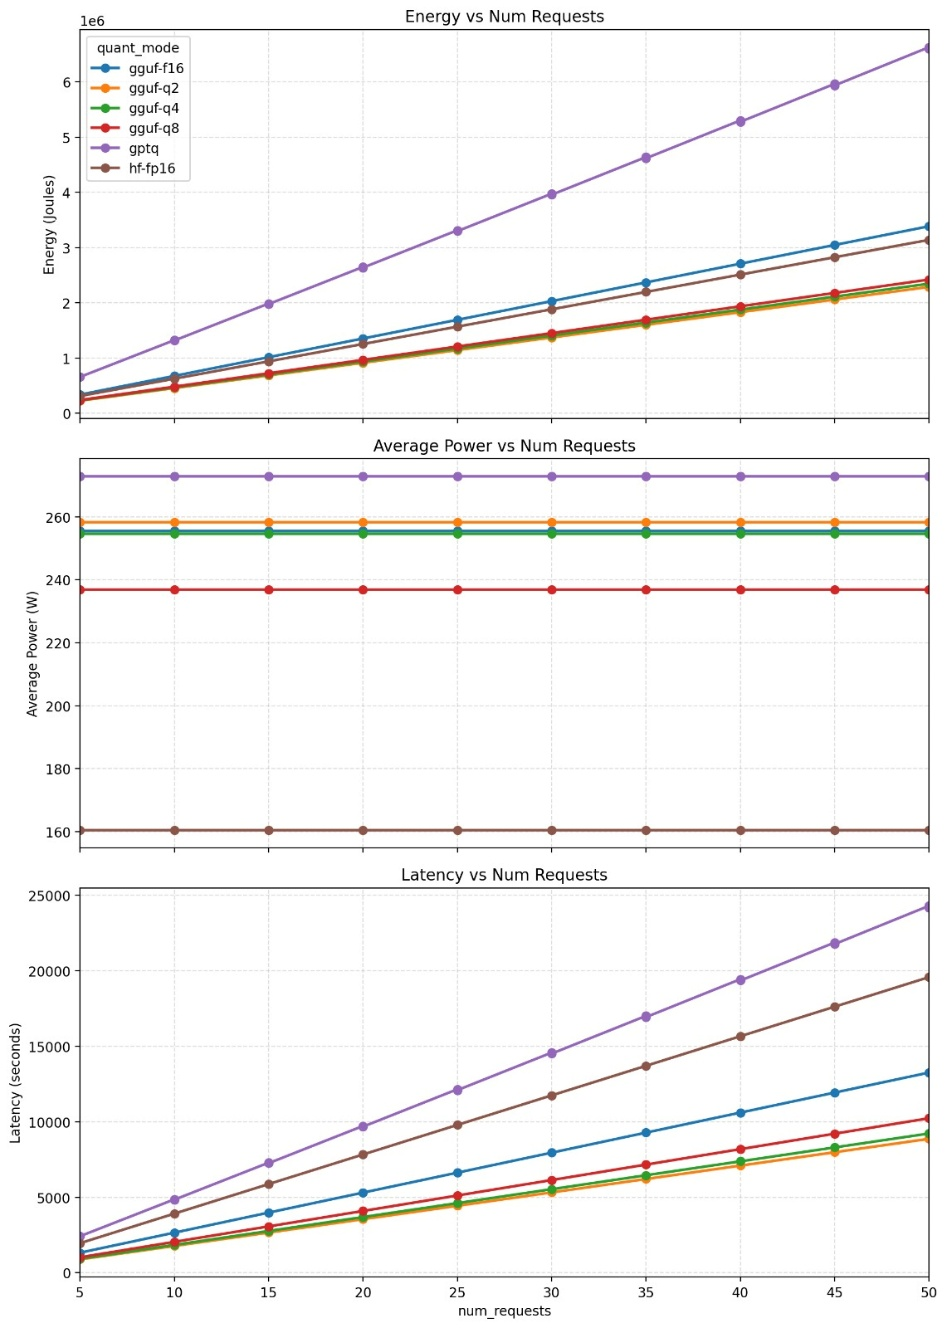 Energy vs Num Requests
1e6
quant_mode
gguf-f16
gguf-q2
gguf-q4
gguf-q8
gptq
hf-fp16
6
5
4
3
2
1
0
Energy (Joules)
Average Power vs Num Requests
260
240
220
200
180
160
Average Power (W)
Latency vs Num Requests
25000
20000
15000
10000
5000
0
Latency (seconds)
5 10 15 20 25 30 35 40 45 50
num_requests